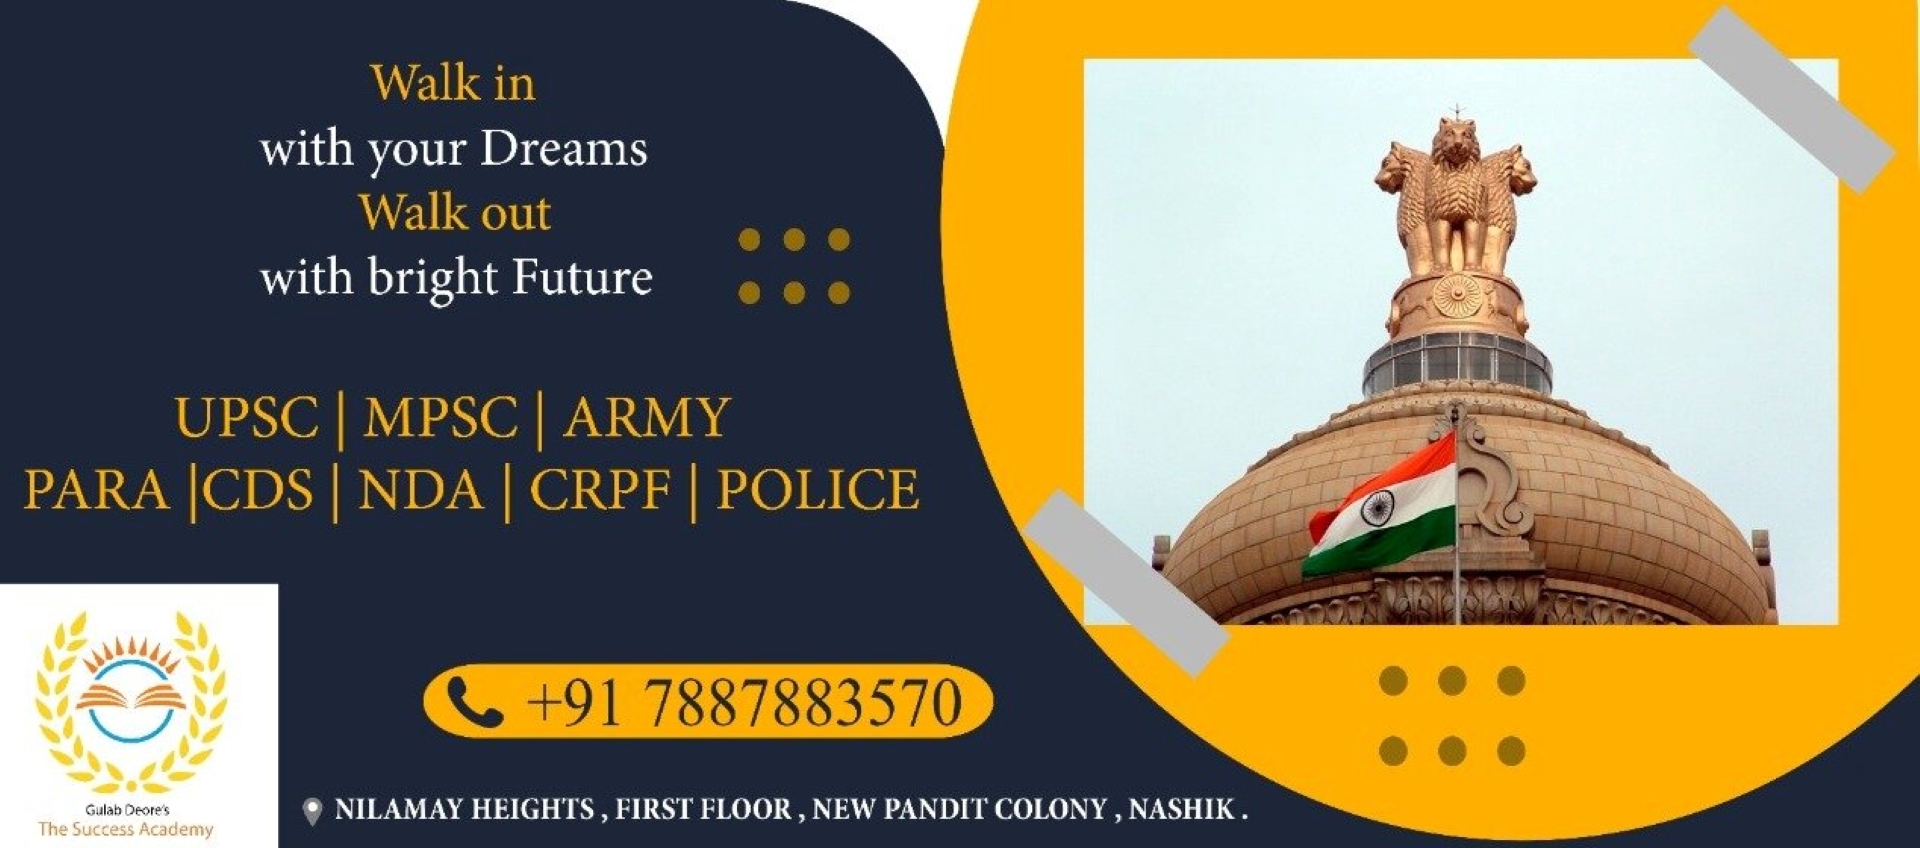 Walk in
with your Dreams
Walk out
with bright Future
UPSC | MPSC | ARMY
PARA |CDS | NDA | CRPF | POLICE
+91 7887883570
Gulab Deore's
The Success Academy
NILAMAY HEIGHTS , FIRST FLOOR , NEW PANDIT COLONY , NASHIK .